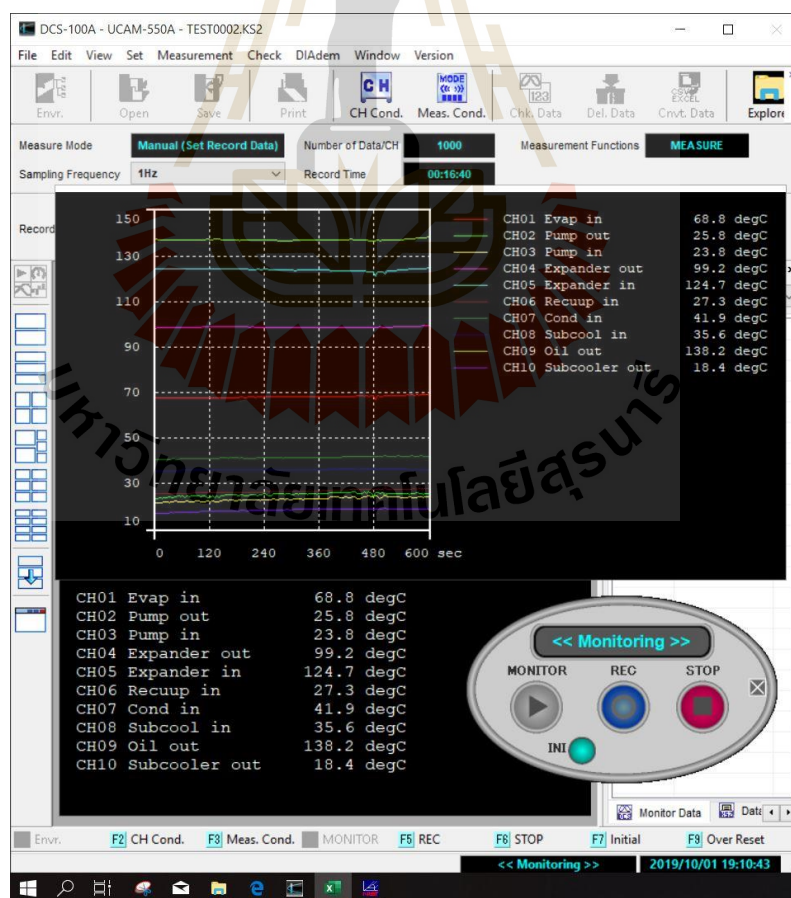 DCS-100A - UCAM-550A - TEST0002.KS2
File Edit View Set Measurement Check DIAdem Window Version
CH MODE
123 CSV EXCEL
Envr. Open Save Print CH Cond. Meas. Cond. Chk. Data Del. Data Cnvt. Data Explore
Measure Mode Manual (Set Record Data) Number of Data/CH 1000 Measurement Functions MEASURE
Sampling Frequency 1Hz Record Time 00:16:40
Record
150
130
110
90
70
50
30
10
0 120 240 360 480 600 sec
CH01 Evap in 68.8 degC
CH02 Pump out 25.8 degC
CH03 Pump in 23.8 degC
CH04 Expander out 99.2 degC
CH05 Expander in 124.7 degC
CH06 Recuup in 27.3 degC
CH07 Cond in 41.9 degC
CH08 Subcool in 35.6 degC
CH09 Oil out 138.2 degC
CH10 Subcooler out 18.4 degC
มหาวิทยาลัยเทคโนโลยีสุรนารี
CH01 Evap in 68.8 degC
CH02 Pump out 25.8 degC
CH03 Pump in 23.8 degC
CH04 Expander out 99.2 degC
CH05 Expander in 124.7 degC
CH06 Recuup in 27.3 degC
CH07 Cond in 41.9 degC
CH08 Subcool in 35.6 degC
CH09 Oil out 138.2 degC
CH10 Subcooler out 18.4 degC
<< Monitoring >>
MONITOR REC STOP
INI
Monitor Data Data
Envr. F2 CH Cond. F3 Meas. Cond. MONITOR F5 REC F6 STOP F7 Initial F9 Over Reset
<< Monitoring >> 2019/10/01 19:10:43